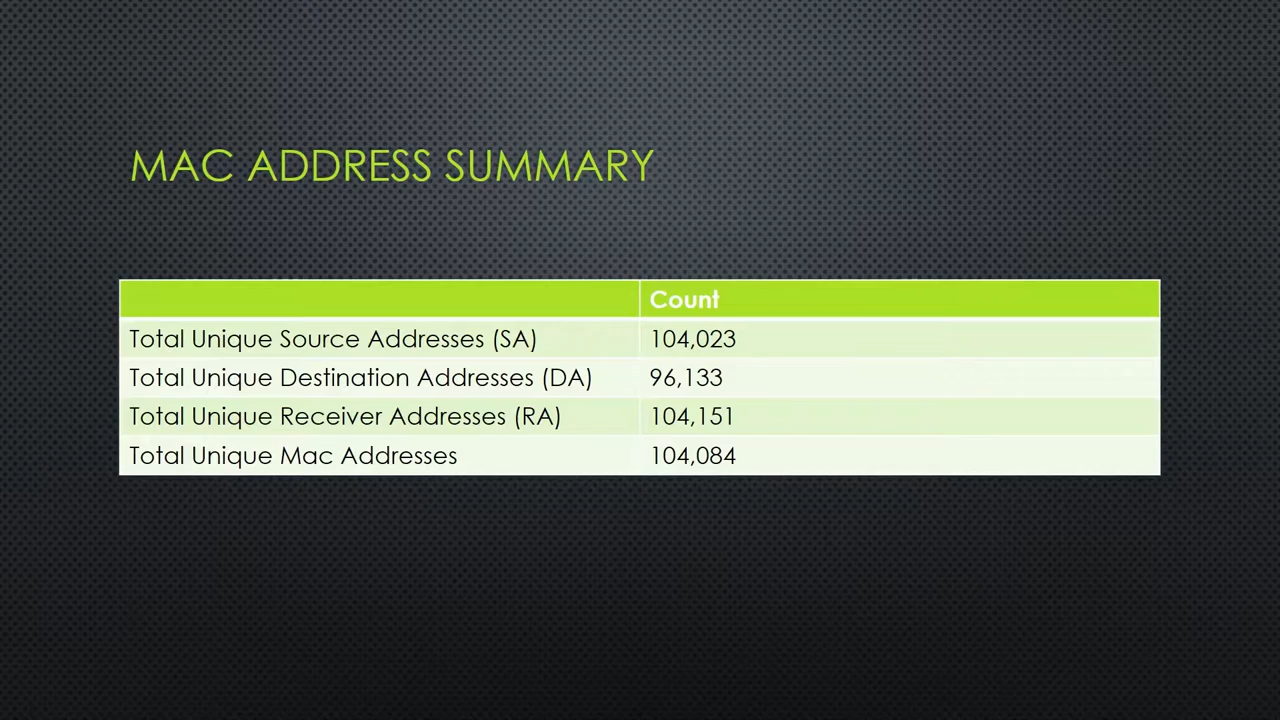 MAC ADDRESS SUMMARY
Count
Total Unique Source Addresses (SA) 104,023
Total Unique Destination Addresses (DA) 96,133
Total Unique Receiver Addresses (RA) 104,151
Total Unique Mac Addresses 104,084